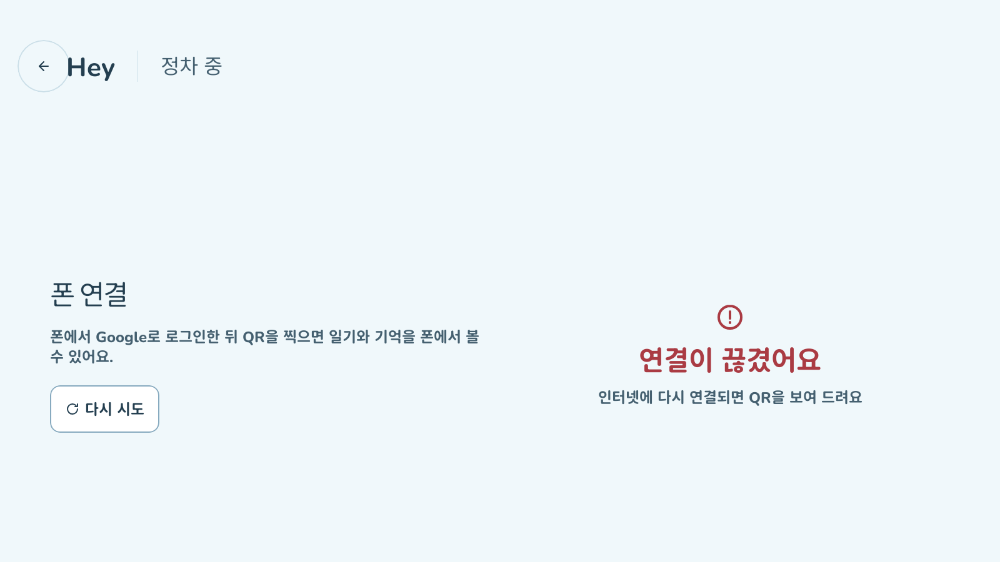 Hey
정차 중
폰 연결
폰에서 Google로 로그인한 뒤 QR을 찍으면 일기와 기억을 폰에서 볼
수 있어요.
다시 시도
연결이 끊겼어요
인터넷에 다시 연결되면 QR을 보여 드려요